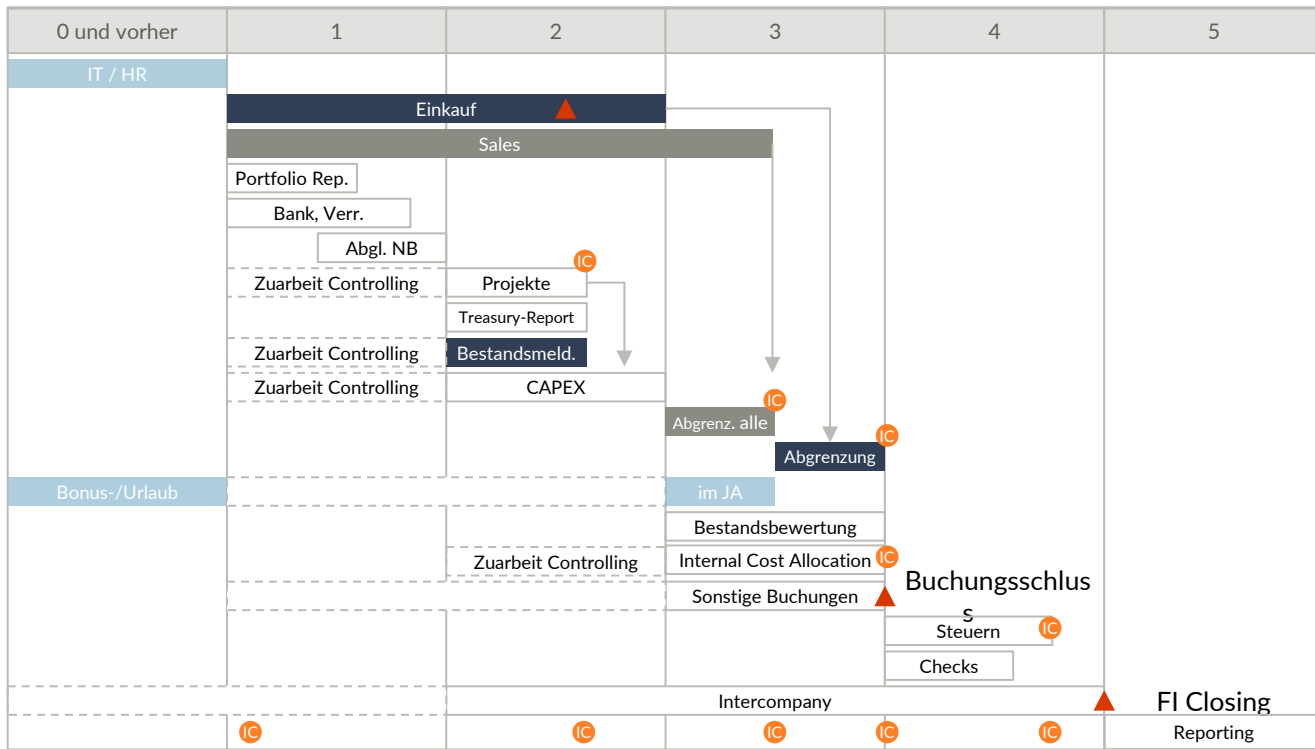 0 und vorher 1 2 3 4 5
IT / HR
Einkauf
Sales
Portfolio Rep.
Bank, Verr.
Abgl. NB
IC
Zuarbeit Controlling Projekte
Treasury-Report
Zuarbeit Controlling Bestandsmeld.
Zuarbeit Controlling CAPEX
IC
Abgrenz. alle
IC
Abgrenzung
Bonus-/Urlaub im JA
Bestandsbewertung
Zuarbeit Controlling Internal Cost Allocation IC
Sonstige Buchungen Buchungsschlus
s
Steuern IC
Checks
Intercompany FI Closing
IC IC IC IC IC Reporting